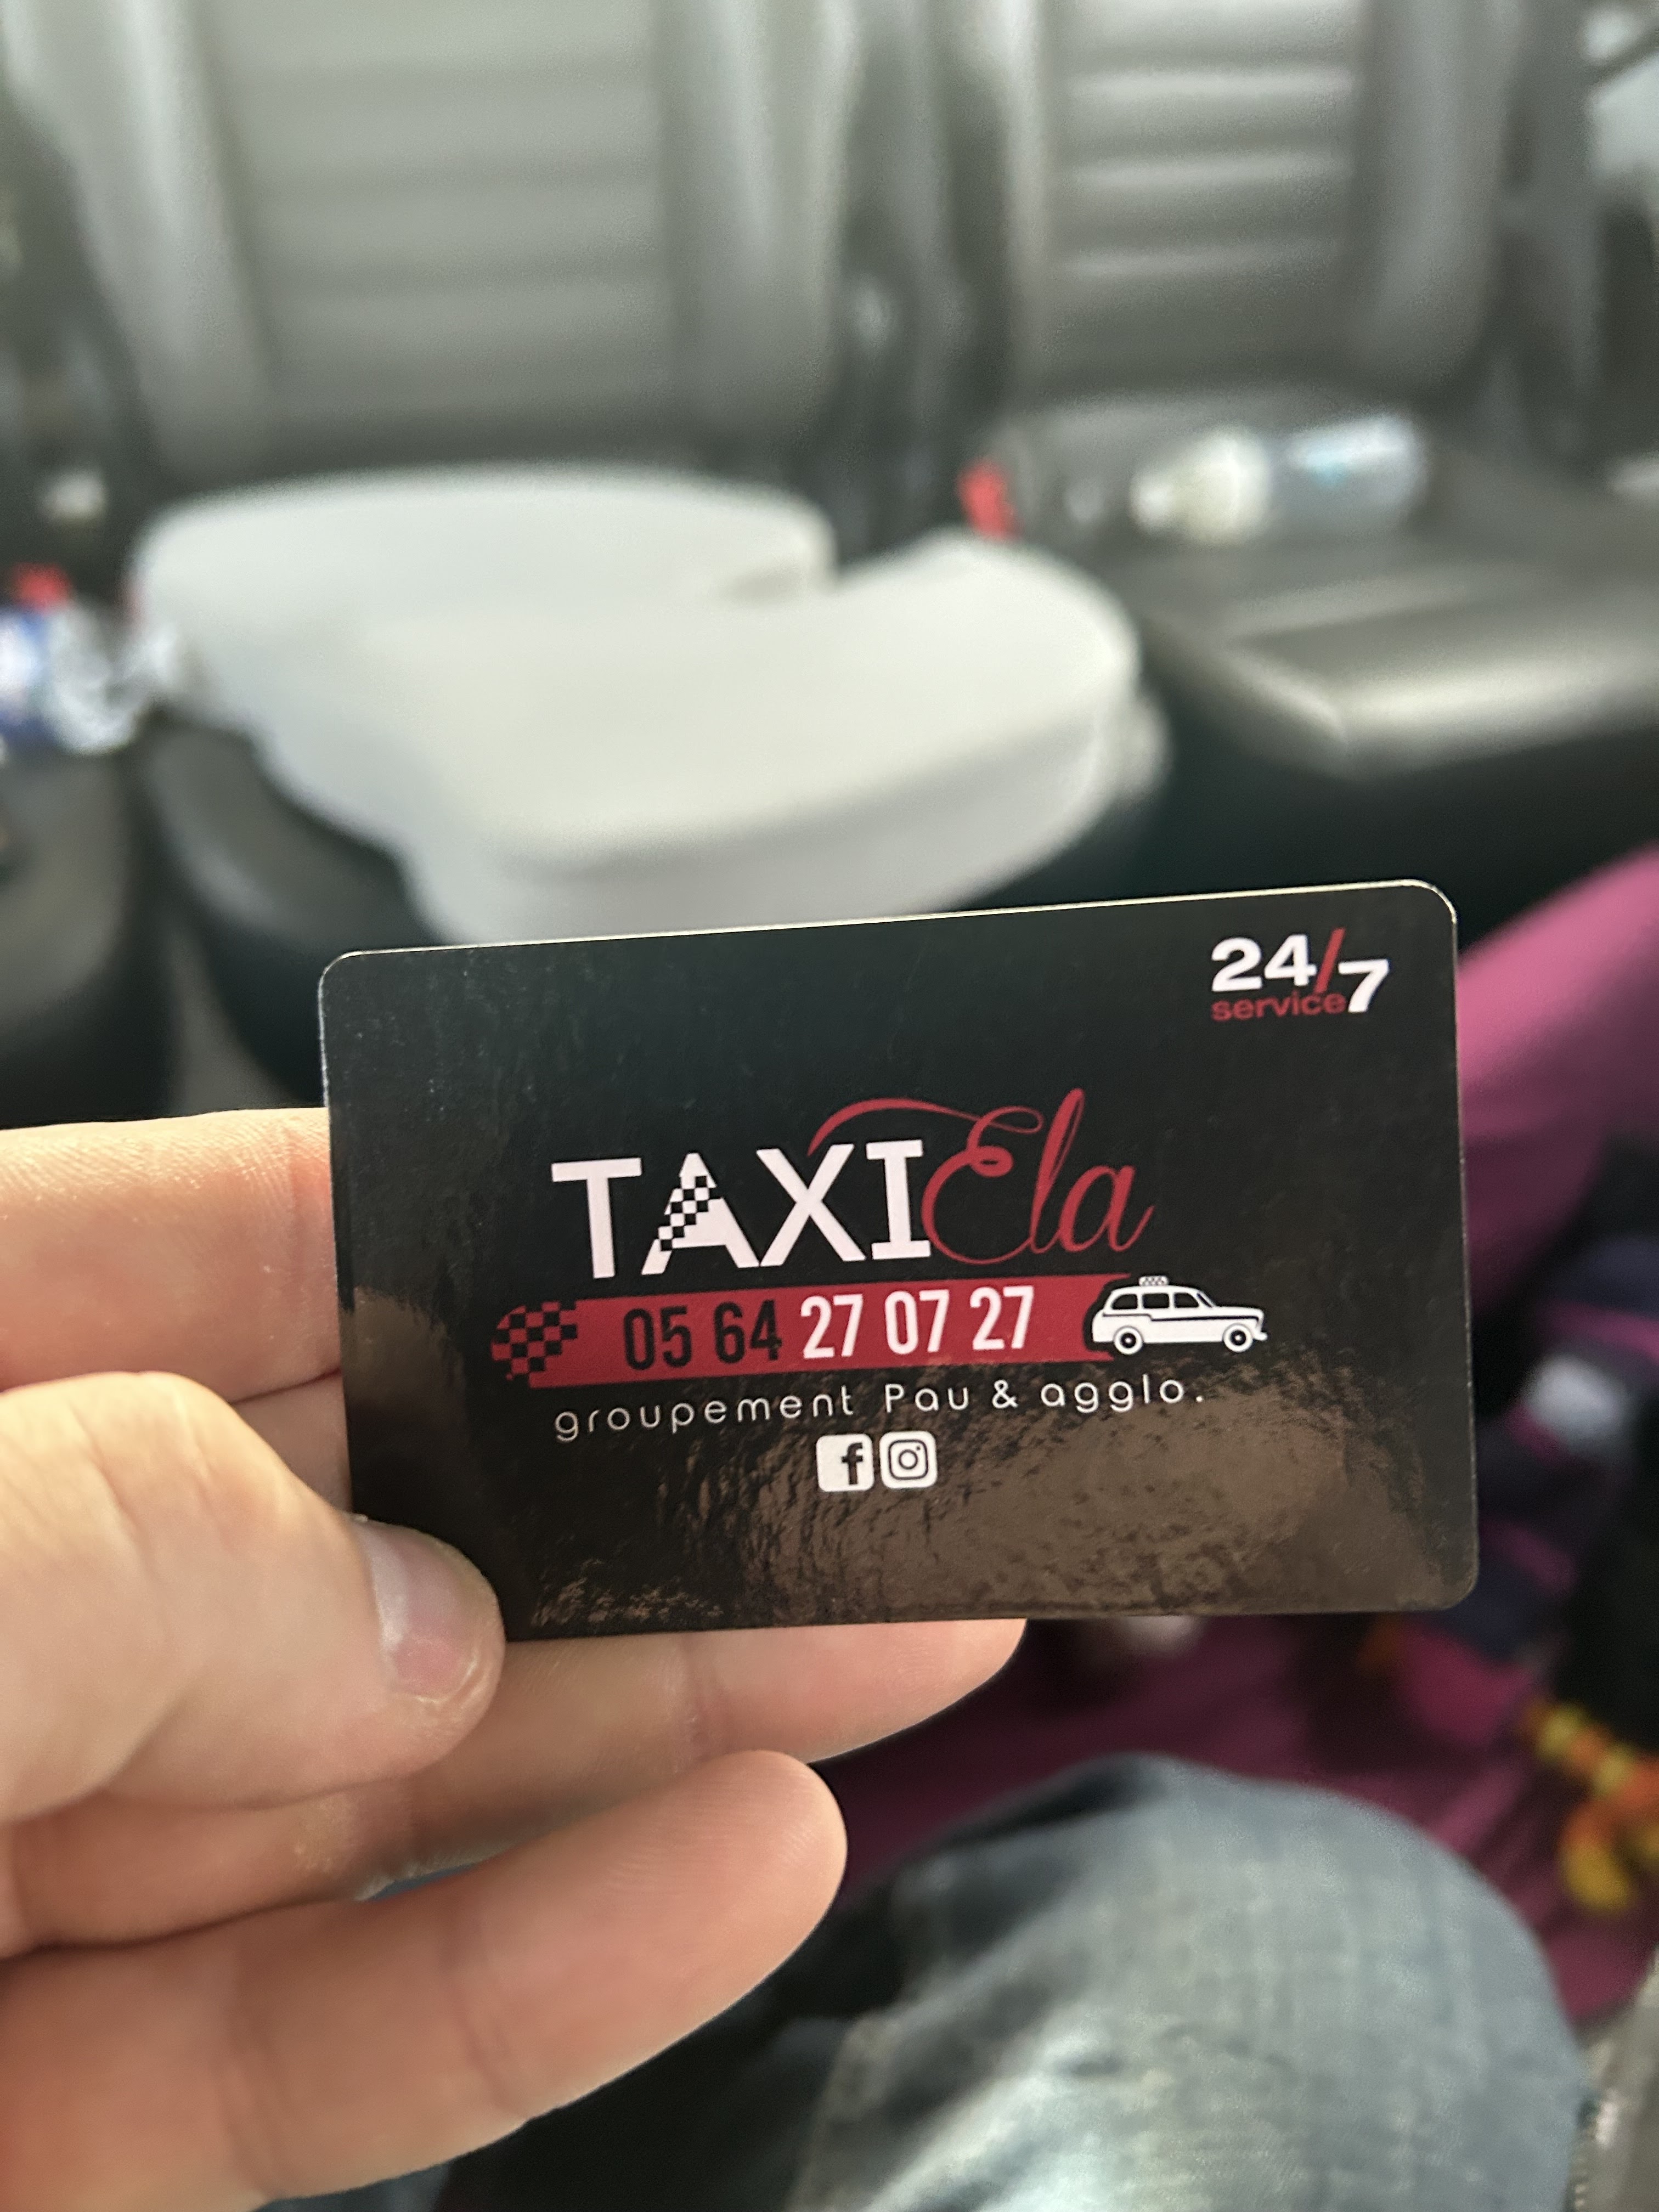 24/7
service
TAXI Ela
05 64 27 07 27
groupement Pau & agglo.